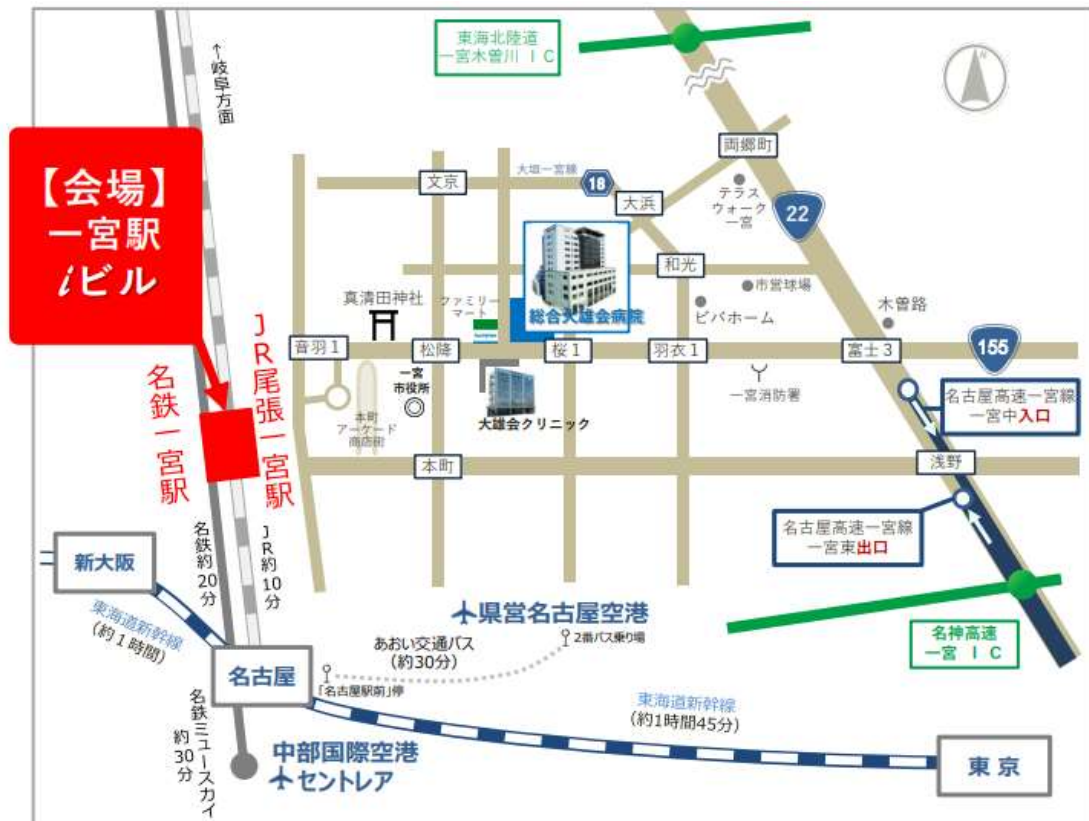 東海北陸道
一宮木曽川 IC
N
←岐阜方面
【会場】
一宮駅
iビル
両郷町
大垣一宮線
18
文京
大浜
テラス
ウォーク
一宮
22
和光
市営球場
真清田神社
ファミリー
マート
総合大雄会病院
ビバホーム
木曽路
音羽1
松降
桜1
羽衣1
富士3
155
JR尾張一宮駅
名鉄一宮駅
一宮
市役所
一宮消防署
名古屋高速一宮線
一宮中入口
本町
アーケード
商店街
大雄会クリニック
本町
浅野
名鉄約20分
JR約10分
名古屋高速一宮線
一宮東出口
新大阪
東海道新幹線
(約1時間)
県営名古屋空港
2番バス乗り場
あおい交通バス
(約30分)
名神高速
一宮 IC
名古屋
「名古屋駅前」停
東海道新幹線
(約1時間45分)
名鉄ミュースカイ
約30分
中部国際空港
セントレア
東京